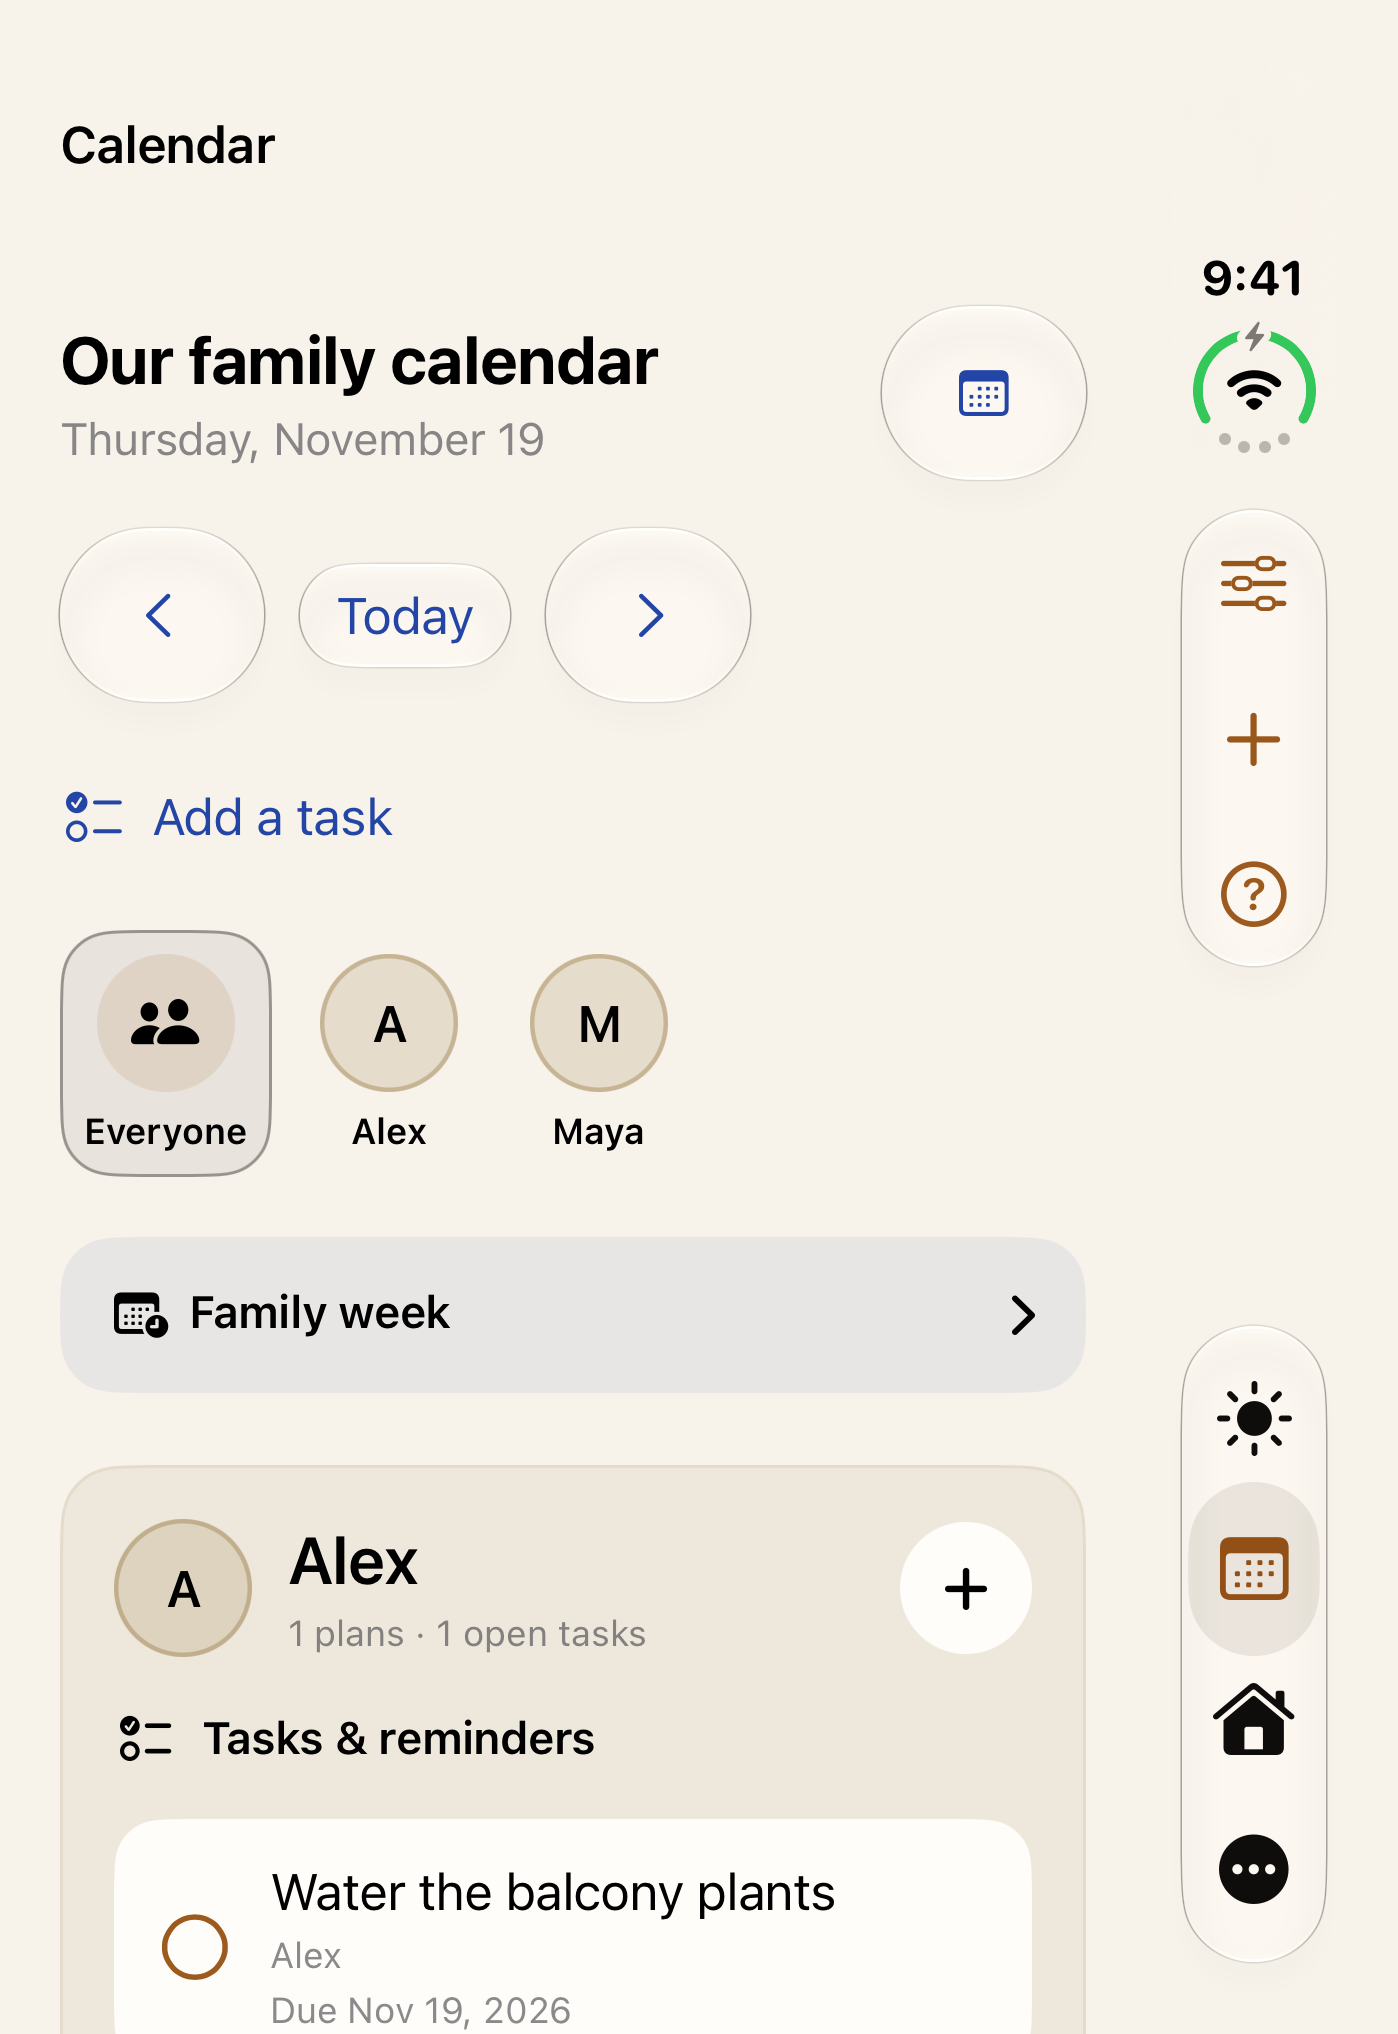 Calendar
9:41
Our family calendar
Thursday, November 19
Today
Add a task
A
M
Everyone
Alex
Maya
Family week
A
Alex
1 plans · 1 open tasks
Tasks & reminders
Water the balcony plants
Alex
Due Nov 19, 2026